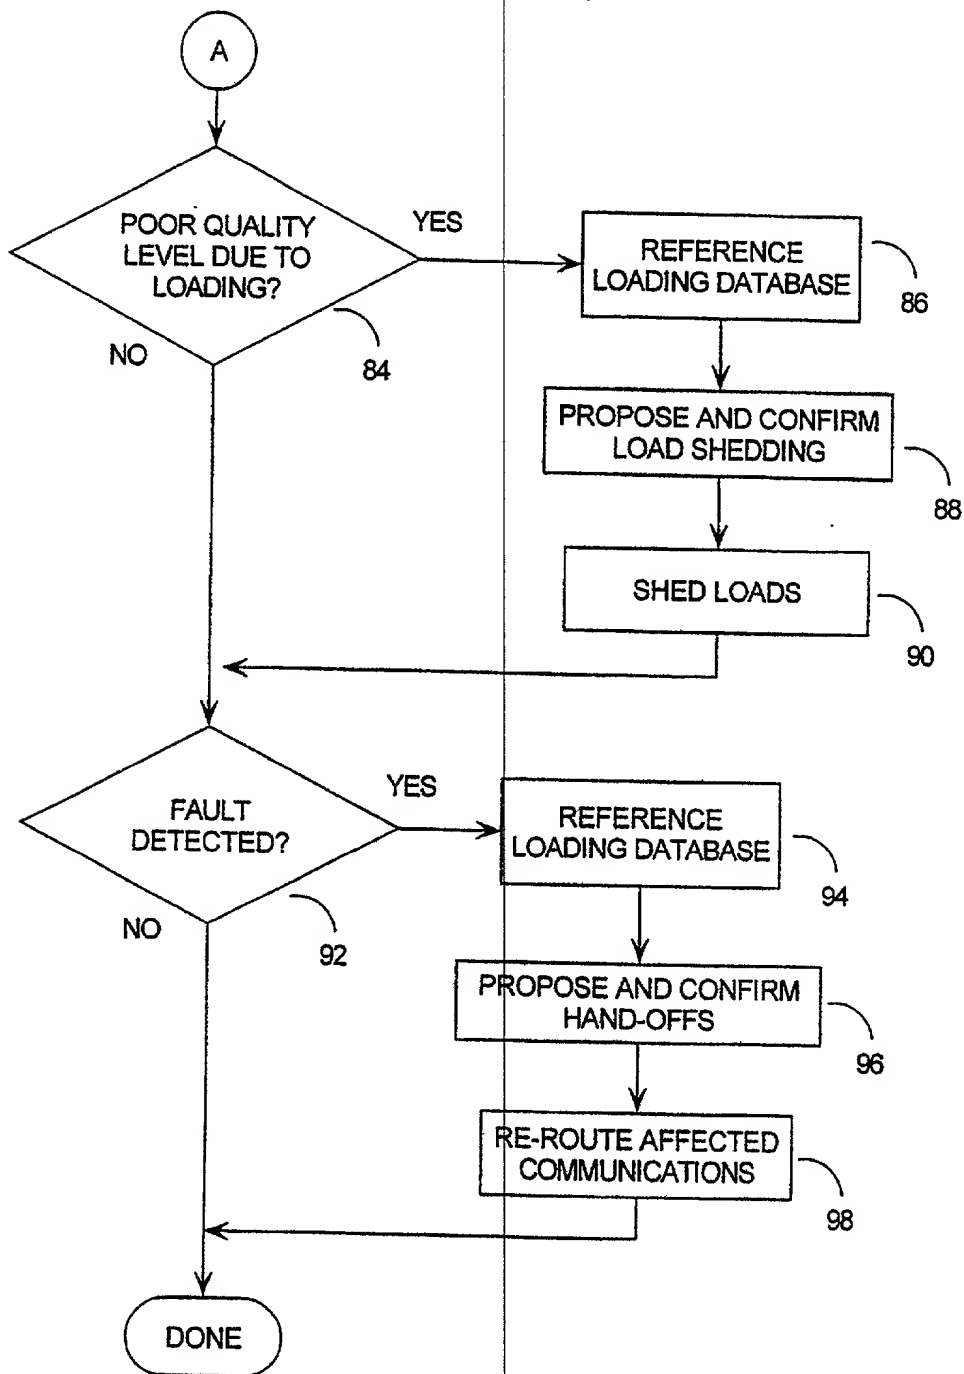 A
POOR QUALITY
LEVEL DUE TO
LOADING?
YES
84
NO
REFERENCE
LOADING DATABASE
86
PROPOSE AND CONFIRM
LOAD SHEDDING
88
SHED LOADS
90
FAULT
DETECTED?
YES
92
NO
REFERENCE
LOADING DATABASE
94
PROPOSE AND CONFIRM
HAND-OFFS
96
RE-ROUTE AFFECTED
COMMUNICATIONS
98
DONE